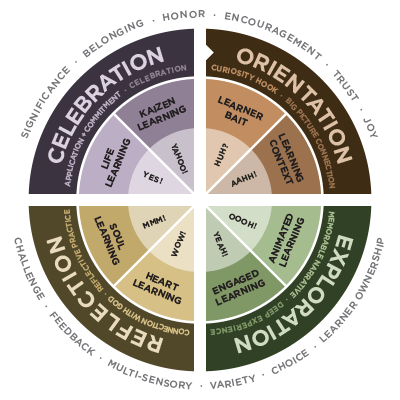 SIGNIFICANCE · BELONGING · HONOR · ENCOURAGEMENT · TRUST · JOY
CELEBRATION
APPLICATION + COMMITMENT · CELEBRATION
KAIZEN
LEARNING
LIFE
LEARNING
YAHOO!
YES!
ORIENTATION
CURIOSITY HOOK · BIG PICTURE CONNECTION
LEARNER
BAIT
LEARNING
CONTEXT
HUH?
AAHH!
EXPLORATION
MEMORABLE NARRATIVE · DEEP EXPERIENCE
ANIMATED
LEARNING
ENGAGED
LEARNING
OOOH!
YEAH!
REFLECTION
CONNECTION WITH GOD · REFLECTIVE PRACTICE
SOUL
LEARNING
HEART
LEARNING
MMM!
WOW!
CHALLENGE · FEEDBACK · MULTI-SENSORY · VARIETY · CHOICE · LEARNER OWNERSHIP